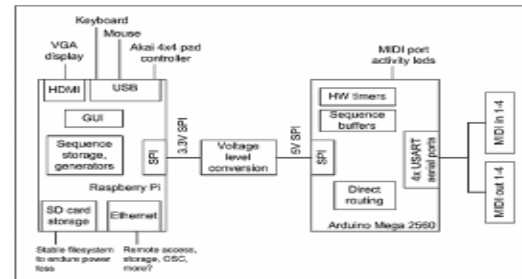 Keyboard
Mouse
VGA
display
Akai 4x4 pad
controller
HDMI
USB
GUI
Sequence
storage,
generators
SPI
Raspberry Pi
SD card
storage
Ethernet
Stable filesystem
to endure power
loss
Remote access,
storage, OSC,
more?
3.3V SPI
Voltage
level
conversion
5V SPI
MIDI port
activity leds
HW timers
Sequence
buffers
SPI
Direct
routing
4x USART
serial ports
Arduino Mega 2560
MIDI in 1-4
MIDI out 1-4